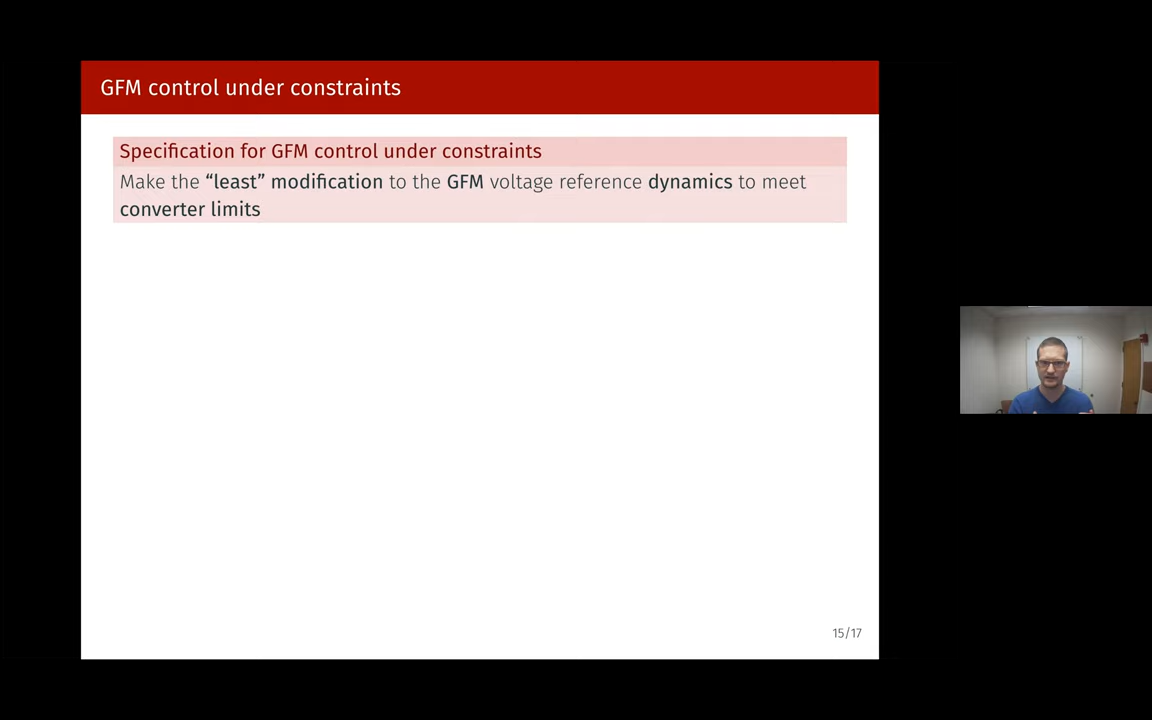 GFM control under constraints
Specification for GFM control under constraints
Make the “least” modification to the GFM voltage reference dynamics to meet
converter limits
15/17